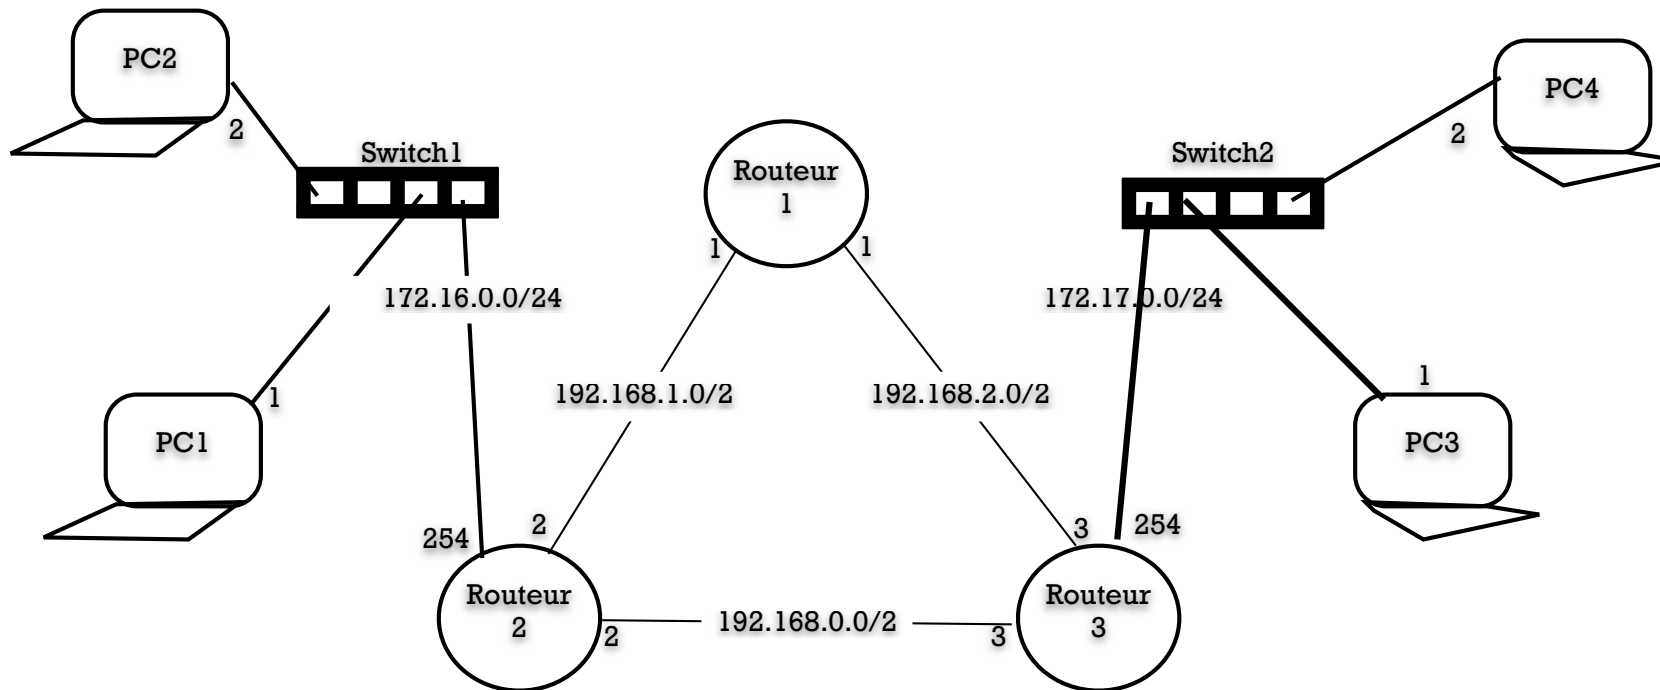 PC2
PC4
2
Switch1
Switch2
2
Routeur
1
1
1
172.16.0.0/24
172.17.0.0/24
192.168.1.0/2
192.168.2.0/2
1
1
PC1
PC3
254
2
3
254
Routeur
2
Routeur
3
2
192.168.0.0/2
3